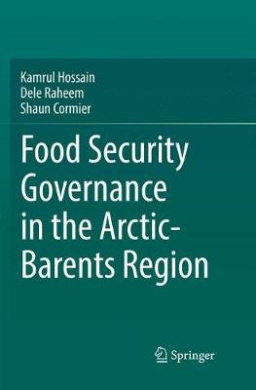 Kamrul Hossain
Dele Raheem
Shaun Cormier
Food Security
Governance
in the Arctic-
Barents Region
Springer